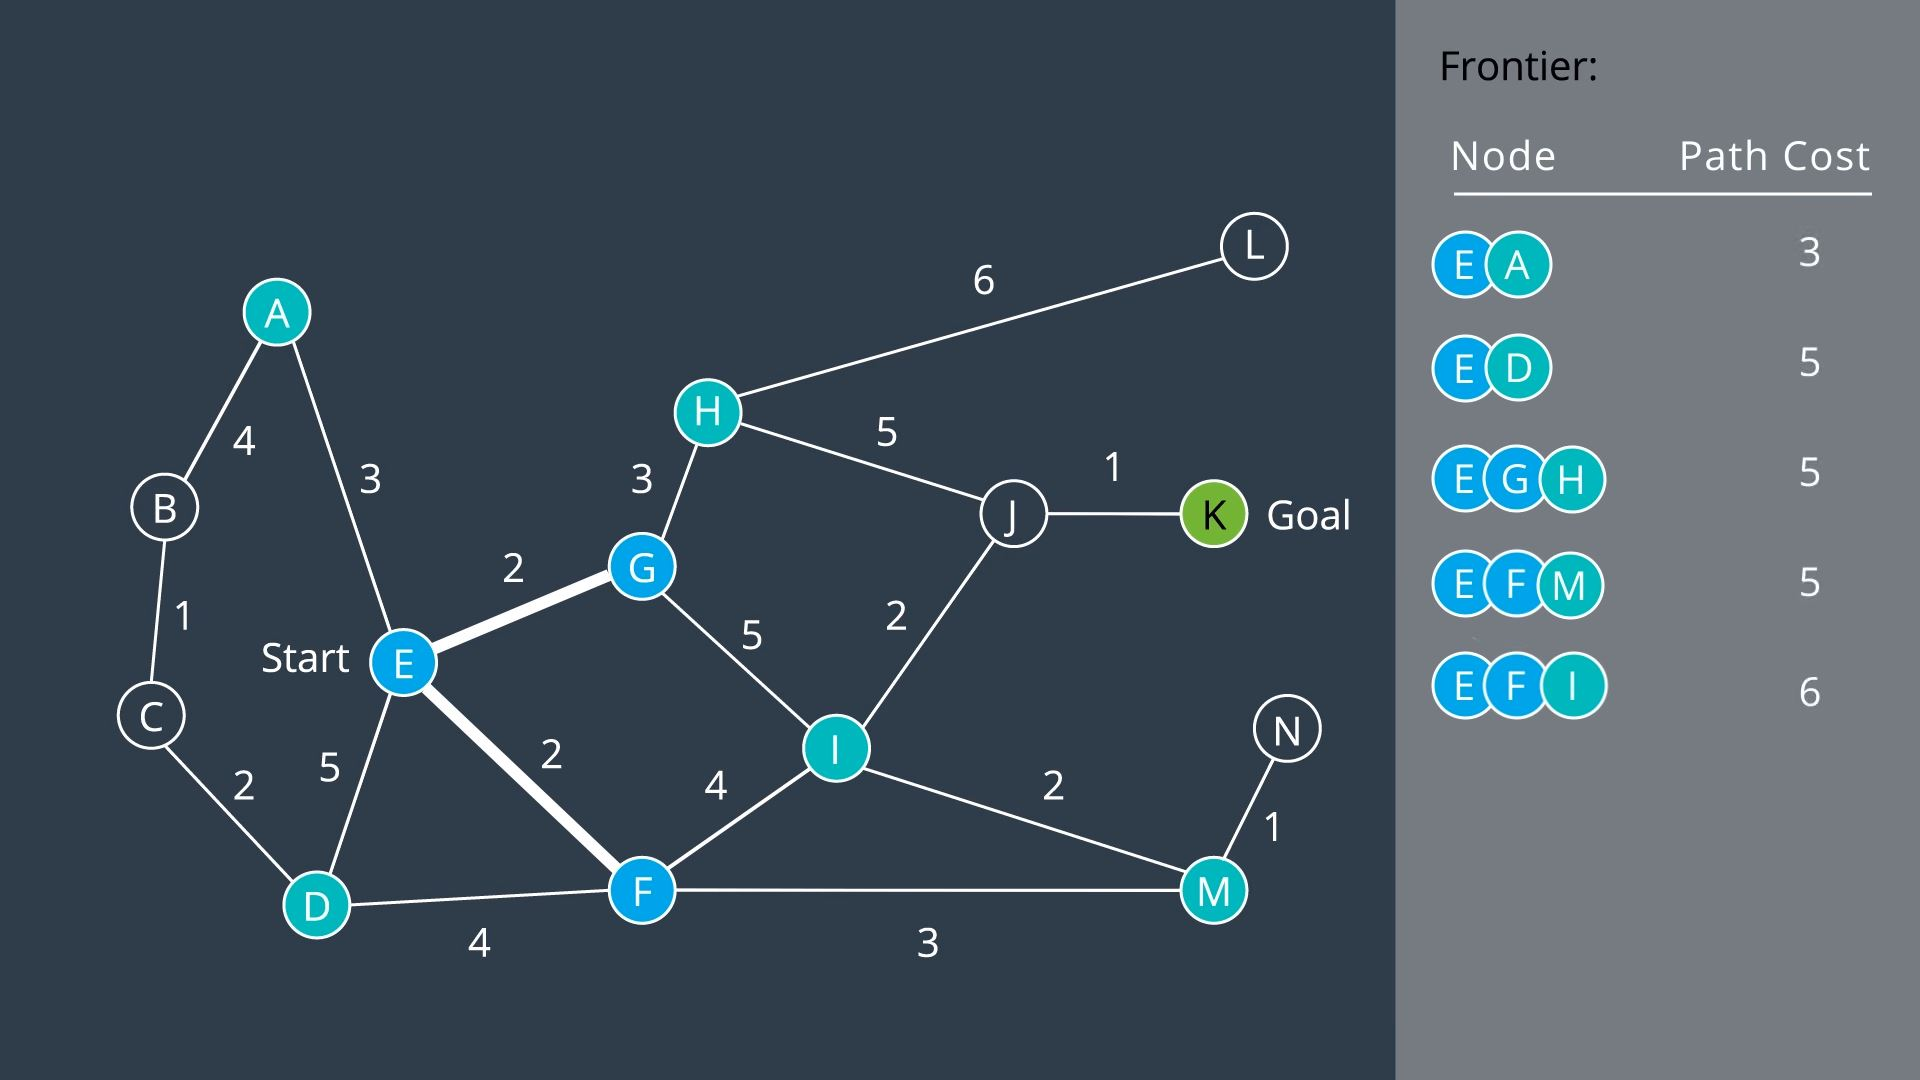 Frontier:
Node Path Cost
E A 3
E D 5
E G H 5
E F M 5
E F I 6
L
6
A
H
5
4
3
3
1
B
J
K Goal
2
G
1
5
2
Start E
C
N
5
2
I
2
4
2
1
D
F
M
4
3